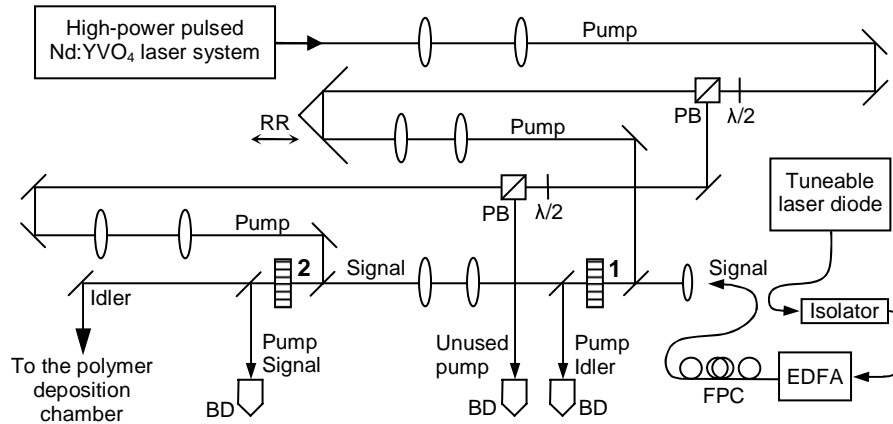 High-power pulsed
Nd:YVO₄ laser system
Pump
PB
λ/2
RR
Pump
PB
λ/2
Tuneable
laser diode
Pump
2
Signal
1
Signal
Idler
Isolator
To the polymer
deposition
chamber
Pump
Signal
Unused
pump
Pump
Idler
EDFA
FPC
BD
BD
BD